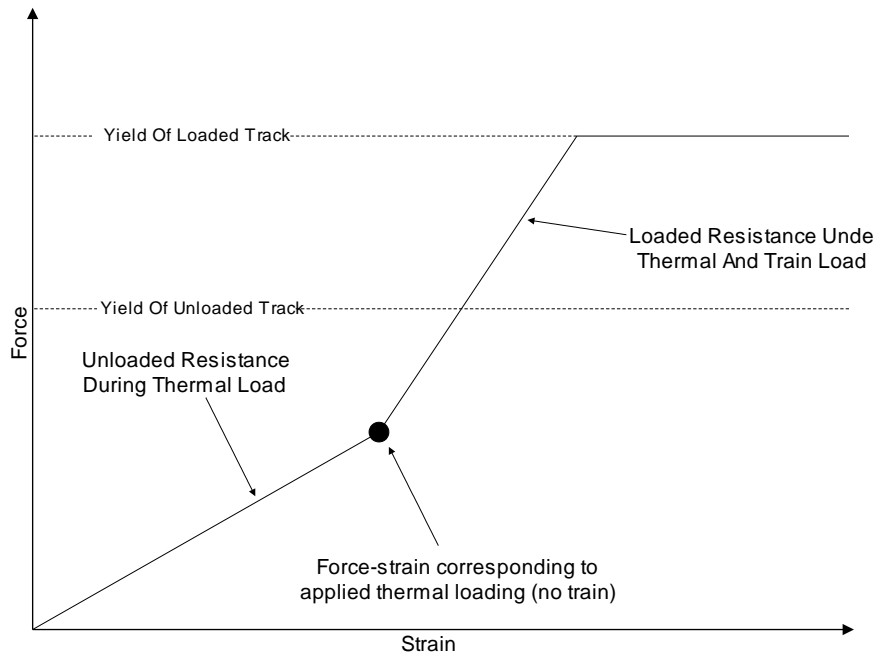 Yield Of Loaded Track
Loaded Resistance Unde
Thermal And Train Load
Yield Of Unloaded Track
Force
Unloaded Resistance
During Thermal Load
Force-strain corresponding to
applied thermal loading (no train)
Strain